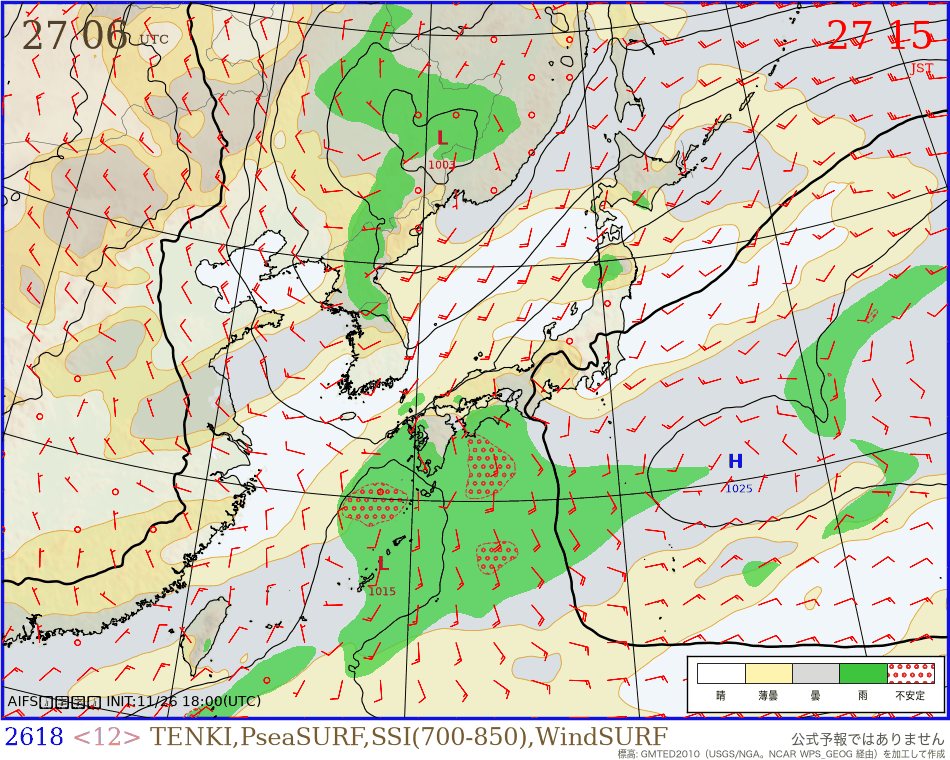 27 06 UTC
27 15
JST
L
1003
H
1025
L
1015
AIFS INIT:11/26 18:00(UTC)
晴 薄曇 曇 雨 不安定
2618 <12> TENKI,PseaSURF,SSI(700-850),WindSURF
公式予報ではありません
標高: GMTED2010（USGS/NGA。NCAR WPS_GEOG 経由）を加工して作成